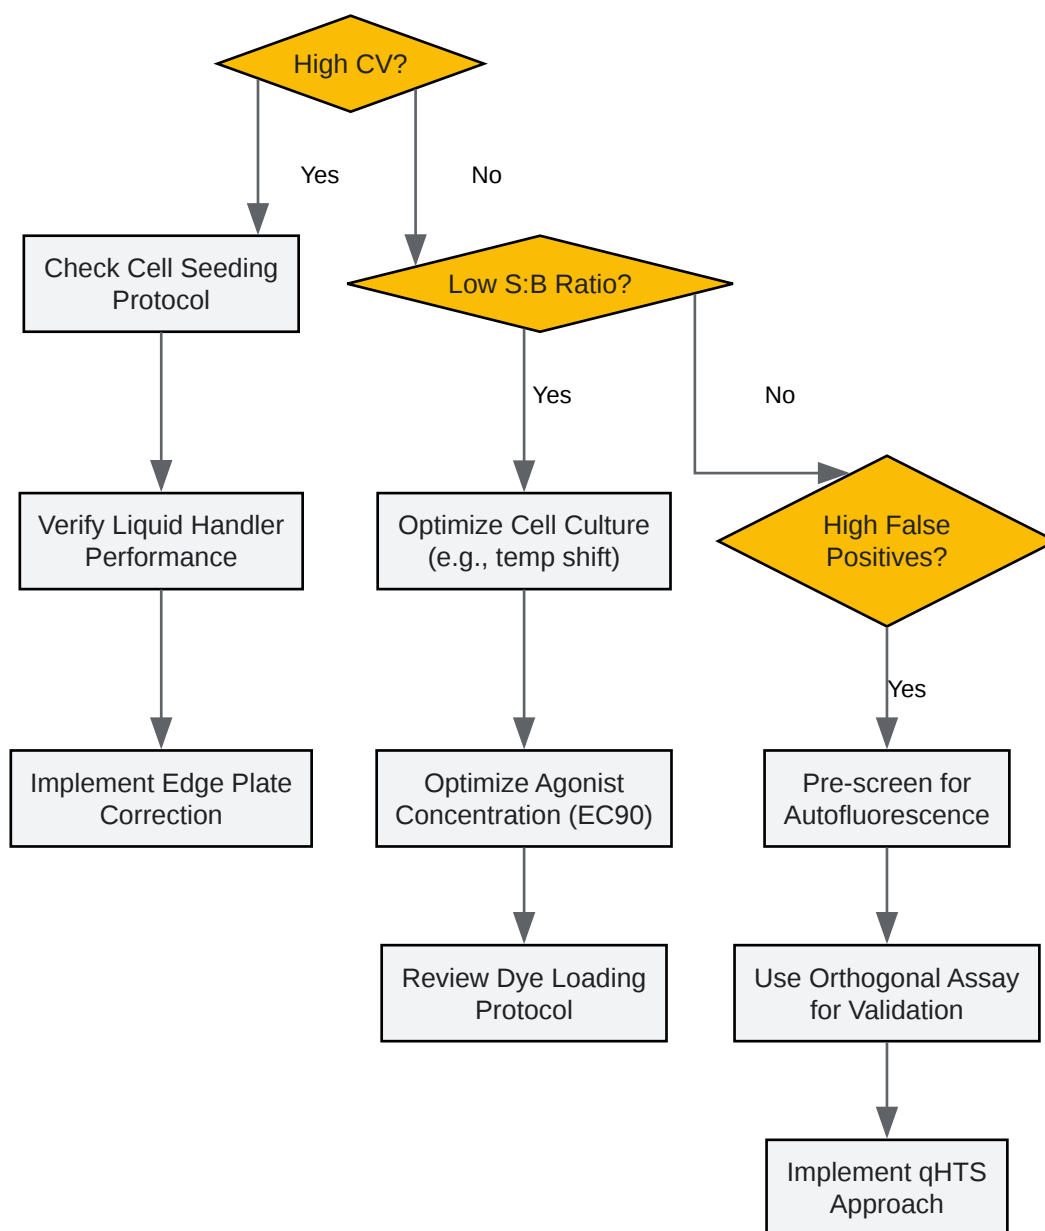 High CV?
Yes
No
Check Cell Seeding
Protocol
Low S:B Ratio?
Yes
No
Verify Liquid Handler
Performance
Optimize Cell Culture
(e.g., temp shift)
High False
Positives?
Yes
Implement Edge Plate
Correction
Optimize Agonist
Concentration (EC90)
Pre-screen for
Autofluorescence
Review Dye Loading
Protocol
Use Orthogonal Assay
for Validation
Implement qHTS
Approach